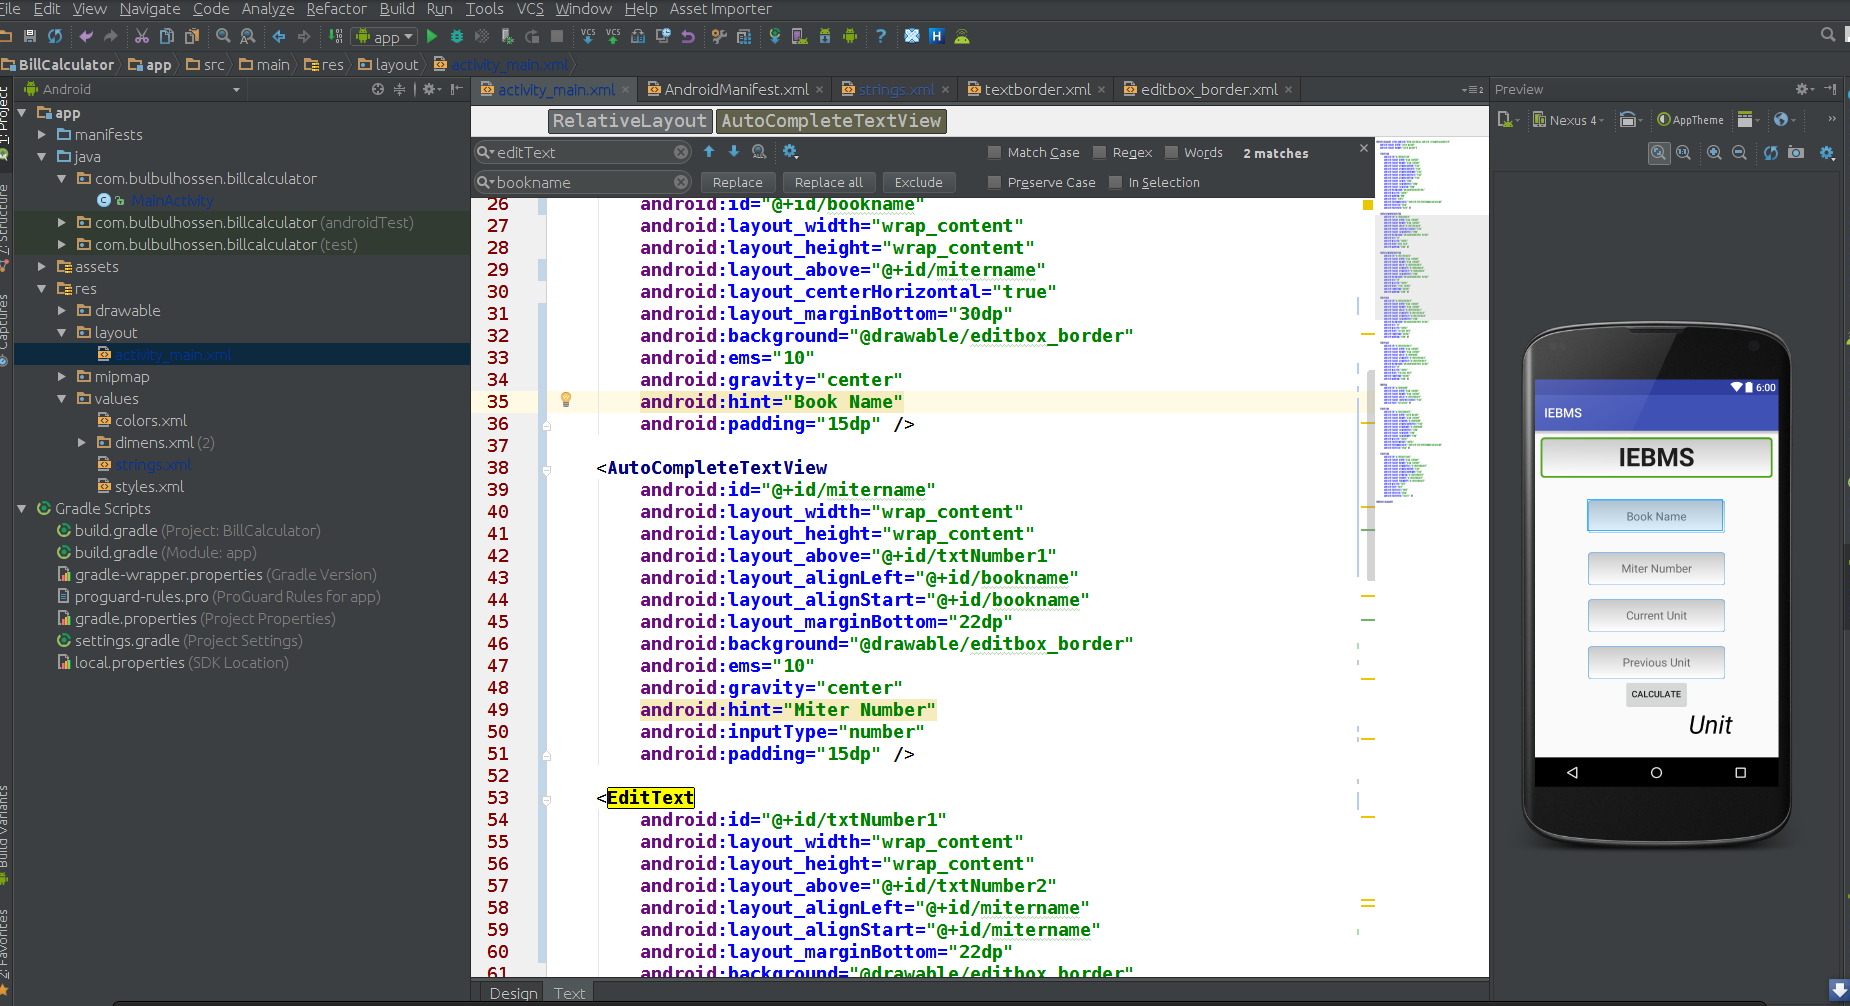 File Edit View Navigate Code Analyze Refactor Build Run Tools VCS Window Help Asset Importer
app
VCS VCS ? H
BillCalculator app src main res layout activity_main.xml
Android
activity_main.xml AndroidManifest.xml strings.xml textborder.xml editbox_border.xml
Preview
RelativeLayout AutoCompleteTextView
Nexus 4 AppTheme
editText Match Case Regex Words 2 matches
bookname Replace Replace all Exclude Preserve Case In Selection
1: Project
Z: Structure
Captures
Build Variants
2: Favorites
app
manifests
java
com.bulbulhossen.billcalculator
MainActivity
com.bulbulhossen.billcalculator (androidTest)
com.bulbulhossen.billcalculator (test)
assets
res
drawable
layout
activity_main.xml
mipmap
values
colors.xml
dimens.xml (2)
strings.xml
styles.xml
Gradle Scripts
build.gradle (Project: BillCalculator)
build.gradle (Module: app)
gradle-wrapper.properties (Gradle Version)
proguard-rules.pro (ProGuard Rules for app)
gradle.properties (Project Properties)
settings.gradle (Project Settings)
local.properties (SDK Location)
26 android:id="@+id/bookname"
27 android:layout_width="wrap_content"
28 android:layout_height="wrap_content"
29 android:layout_above="@+id/mitername"
30 android:layout_centerHorizontal="true"
31 android:layout_marginBottom="30dp"
32 android:background="@drawable/editbox_border"
33 android:ems="10"
34 android:gravity="center"
35 android:hint="Book Name"
36 android:padding="15dp" />
37
38 <AutoCompleteTextView
39 android:id="@+id/mitername"
40 android:layout_width="wrap_content"
41 android:layout_height="wrap_content"
42 android:layout_above="@+id/txtNumber1"
43 android:layout_alignLeft="@+id/bookname"
44 android:layout_alignStart="@+id/bookname"
45 android:layout_marginBottom="22dp"
46 android:background="@drawable/editbox_border"
47 android:ems="10"
48 android:gravity="center"
49 android:hint="Miter Number"
50 android:inputType="number"
51 android:padding="15dp" />
52
53 <EditText
54 android:id="@+id/txtNumber1"
55 android:layout_width="wrap_content"
56 android:layout_height="wrap_content"
57 android:layout_above="@+id/txtNumber2"
58 android:layout_alignLeft="@+id/mitername"
59 android:layout_alignStart="@+id/mitername"
60 android:layout_marginBottom="22dp"
61 android:background="@drawable/editbox_border"
Design Text
6:00
IEBMS
IEBMS
Book Name
Miter Number
Current Unit
Previous Unit
CALCULATE
Unit